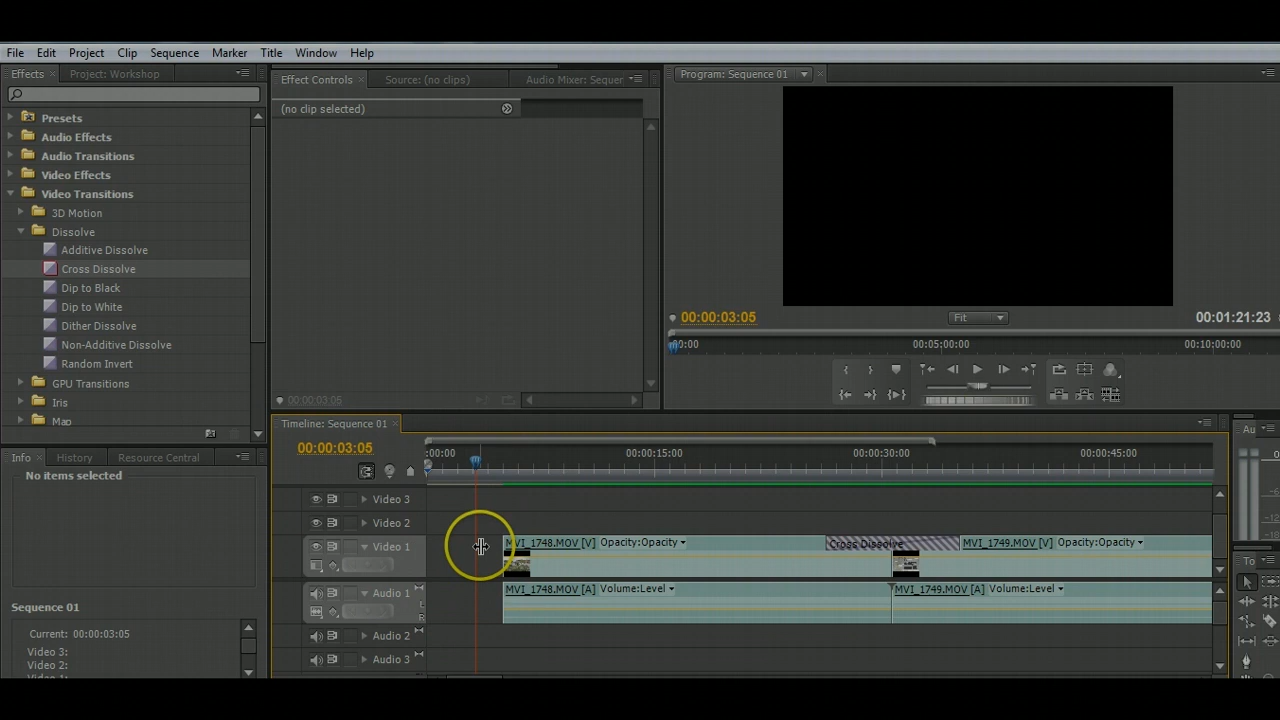 File Edit Project Clip Sequence Marker Title Window Help
Effects Project: Workshop
Effect Controls Source: (no clips) Audio Mixer: Sequer
Program: Sequence 01
(no clip selected)
Presets
Audio Effects
Audio Transitions
Video Effects
Video Transitions
3D Motion
Dissolve
Additive Dissolve
Cross Dissolve
Dip to Black
Dip to White
Dither Dissolve
Non-Additive Dissolve
Random Invert
GPU Transitions
Iris
Map
00:00:03:05
00:00:03:05 Fit 00:01:21:23
:00:00 00:05:00:00 00:10:00:00
Timeline: Sequence 01
00:00:03:05
:00:00 00:00:15:00 00:00:30:00 00:00:45:00
Info History Resource Central
No items selected
Video 3
Video 2
Video 1
MVI_1748.MOV [V] Opacity:Opacity Cross Dissolve MVI_1749.MOV [V] Opacity:Opacity
Audio 1
MVI_1748.MOV [A] Volume:Level MVI_1749.MOV [A] Volume:Level
L
R
Audio 2
Audio 3
Sequence 01
Current: 00:00:03:05
Video 3:
Video 2:
Au
0
-6
-12
-18
To